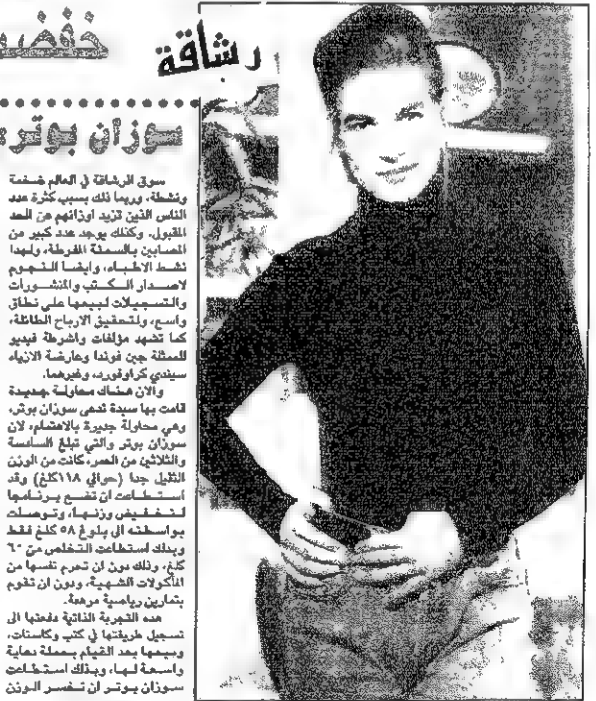 رشاقة
خفض
سوزان بوتر
سوق الرشاقة في العالم ضخمة
ونشطة، وربما ذلك بسبب كثرة عدد
الناس الذين تزيد اوزانهم عن الحد
المقبول. وكذلك يوجد عدد كبير من
المصابين بالسمنة المفرطة، ولهذا
نشط الاطباء، وايضا النجوم
لاصدار الكتب والمنشورات
والتسجيلات لبيعها على نطاق
واسع، ولتحقيق الارباح الطائلة،
كما تشهد مؤلفات واشرطة فيديو
للممثلة جين فوندا وعارضة الازياء
سيندي كراوفورد، وغيرهما.
والان هناك محاولة جديدة
قامت بها سيدة تدعى سوزان بوتر،
وهي محاولة جديرة بالاهتمام، لان
سوزان بوتر والتي تبلغ السادسة
والثلاثين من العمر، كانت من الوزن
الثقيل جدا (حوالي ١١٨كلغ) وقد
استطاعت ان تضع برنامجا
لتخفيض وزنها، وتوصلت
بواسطته الى بلوغ ٥٨ كلغ فقط
وبذلك استطاعت التخلص من ٦٠
كلغ، وذلك دون ان تحرم نفسها من
المأكولات الشهية، ودون ان تقوم
بتمارين رياضية مرهقة.
هذه التجربة الذاتية دفعتها الى
تسجيل طريقتها في كتب وكاسات،
وبيعها بعد القيام بحملة دعاية
واسعة لها، وبذلك استطاعت
سوزان بوتر ان تخسر الوزن